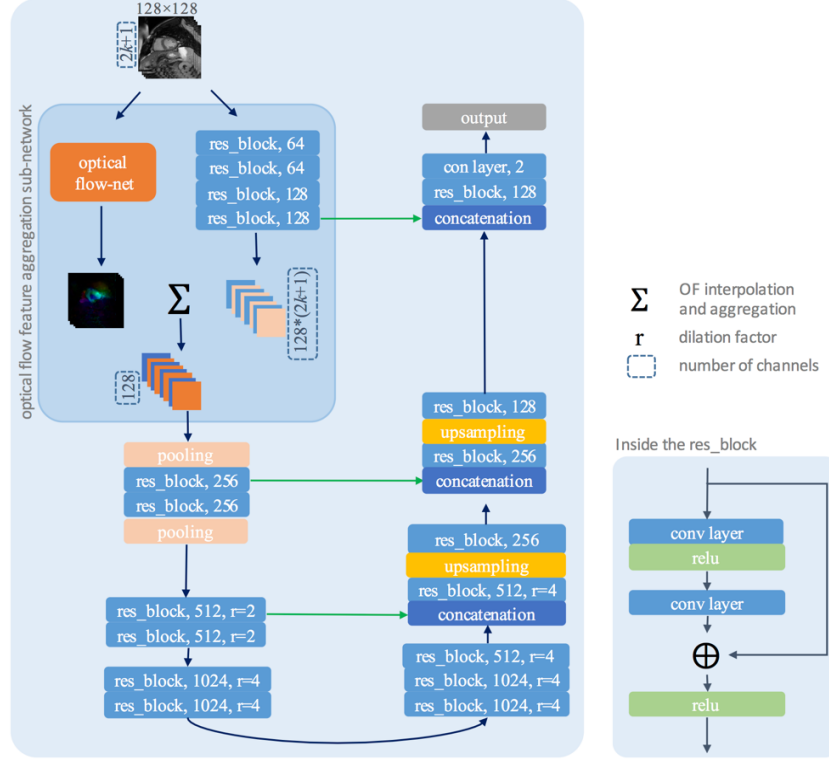 128×128
2k+1
optical flow feature aggregation sub-network
optical
flow-net
res_block, 64
res_block, 64
res_block, 128
res_block, 128
Σ
128*(2k+1)
128
pooling
res_block, 256
res_block, 256
pooling
res_block, 512, r=2
res_block, 512, r=2
res_block, 1024, r=4
res_block, 1024, r=4
output
con layer, 2
res_block, 128
concatenation
res_block, 128
upsampling
res_block, 256
concatenation
res_block, 256
upsampling
res_block, 512, r=4
concatenation
res_block, 512, r=4
res_block, 1024, r=4
res_block, 1024, r=4
Σ OF interpolation
and aggregation
r dilation factor
number of channels
Inside the res_block
conv layer
relu
conv layer
relu